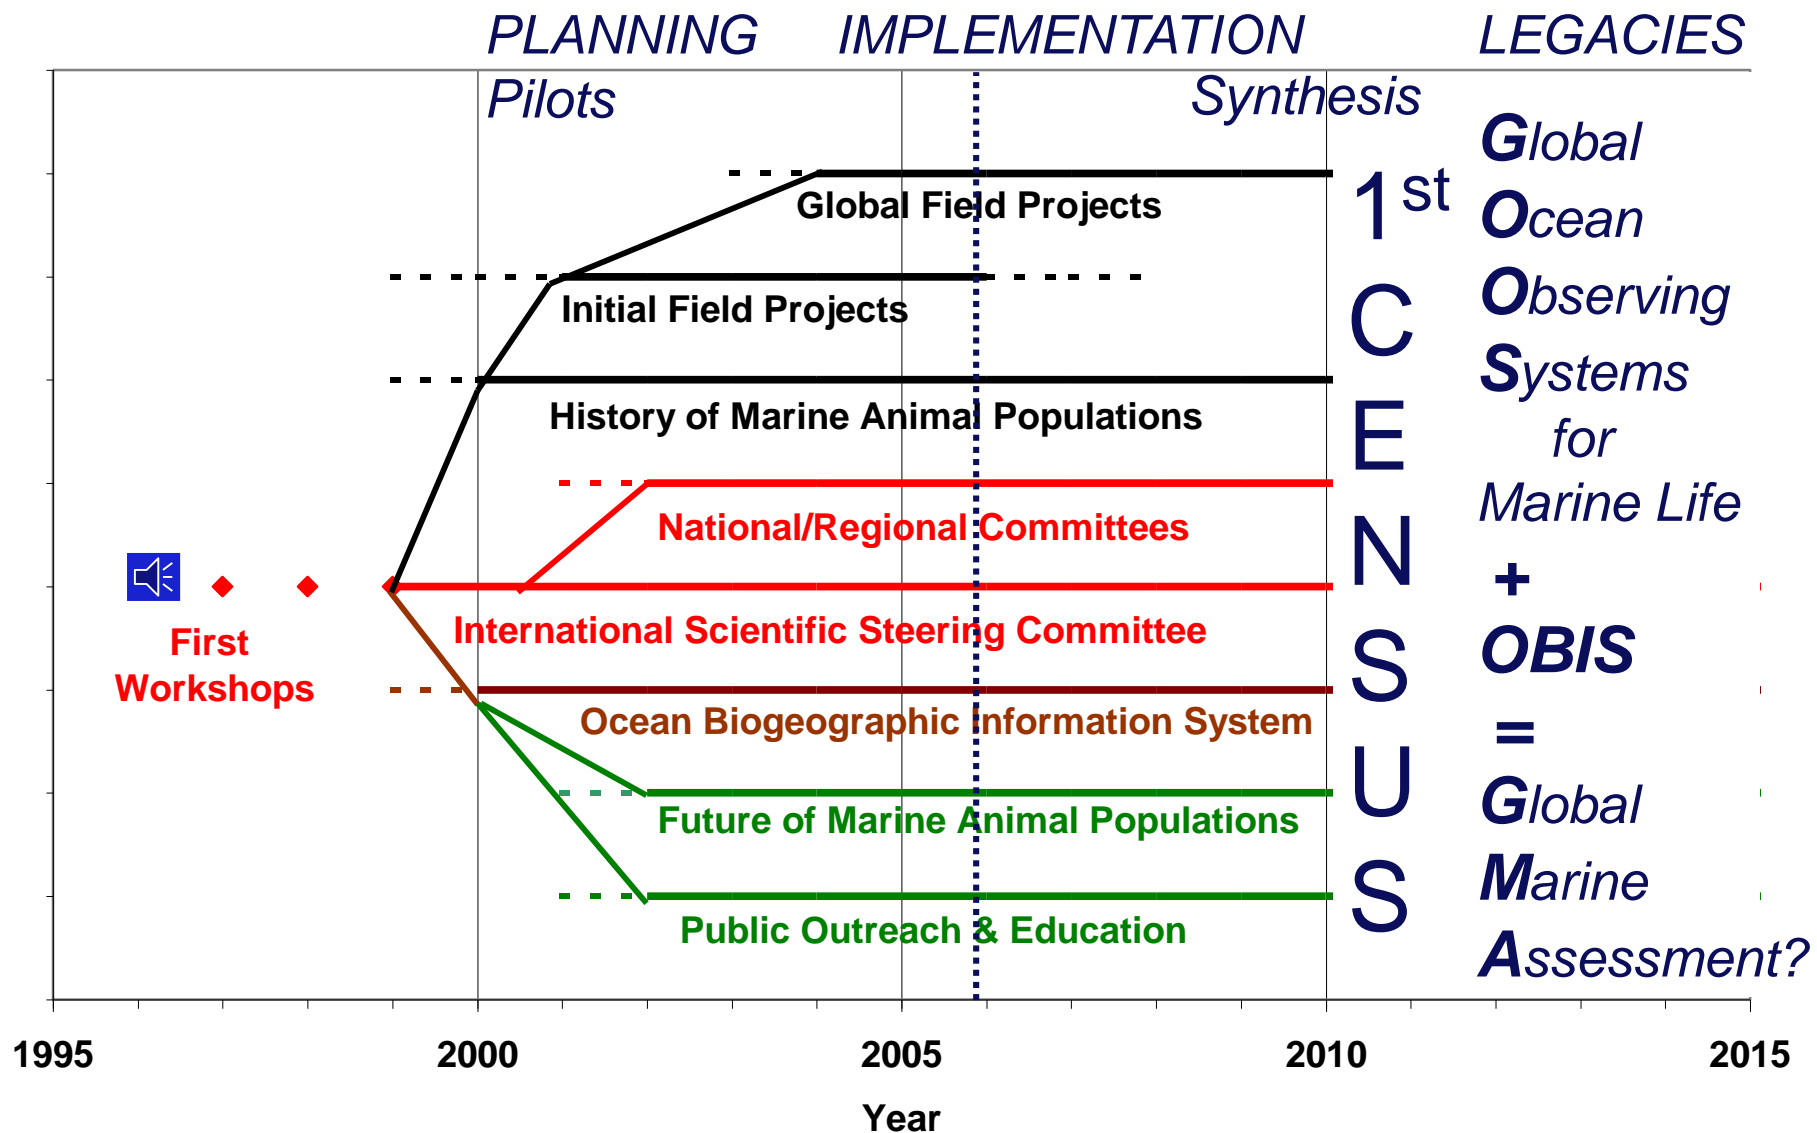 PLANNING IMPLEMENTATION LEGACIES
Pilots
Synthesis
Global Field Projects
Initial Field Projects
History of Marine Animal Populations
National/Regional Committees
International Scientific Steering Committee
First
Workshops
Ocean Biogeographic Information System
Future of Marine Animal Populations
Public Outreach & Education
1st
C
E
N
S
U
S
Global
Ocean
Observing
Systems
for
Marine Life
+
OBIS
=
Global
Marine
Assessment?
1995 2000 2005 2010 2015
Year